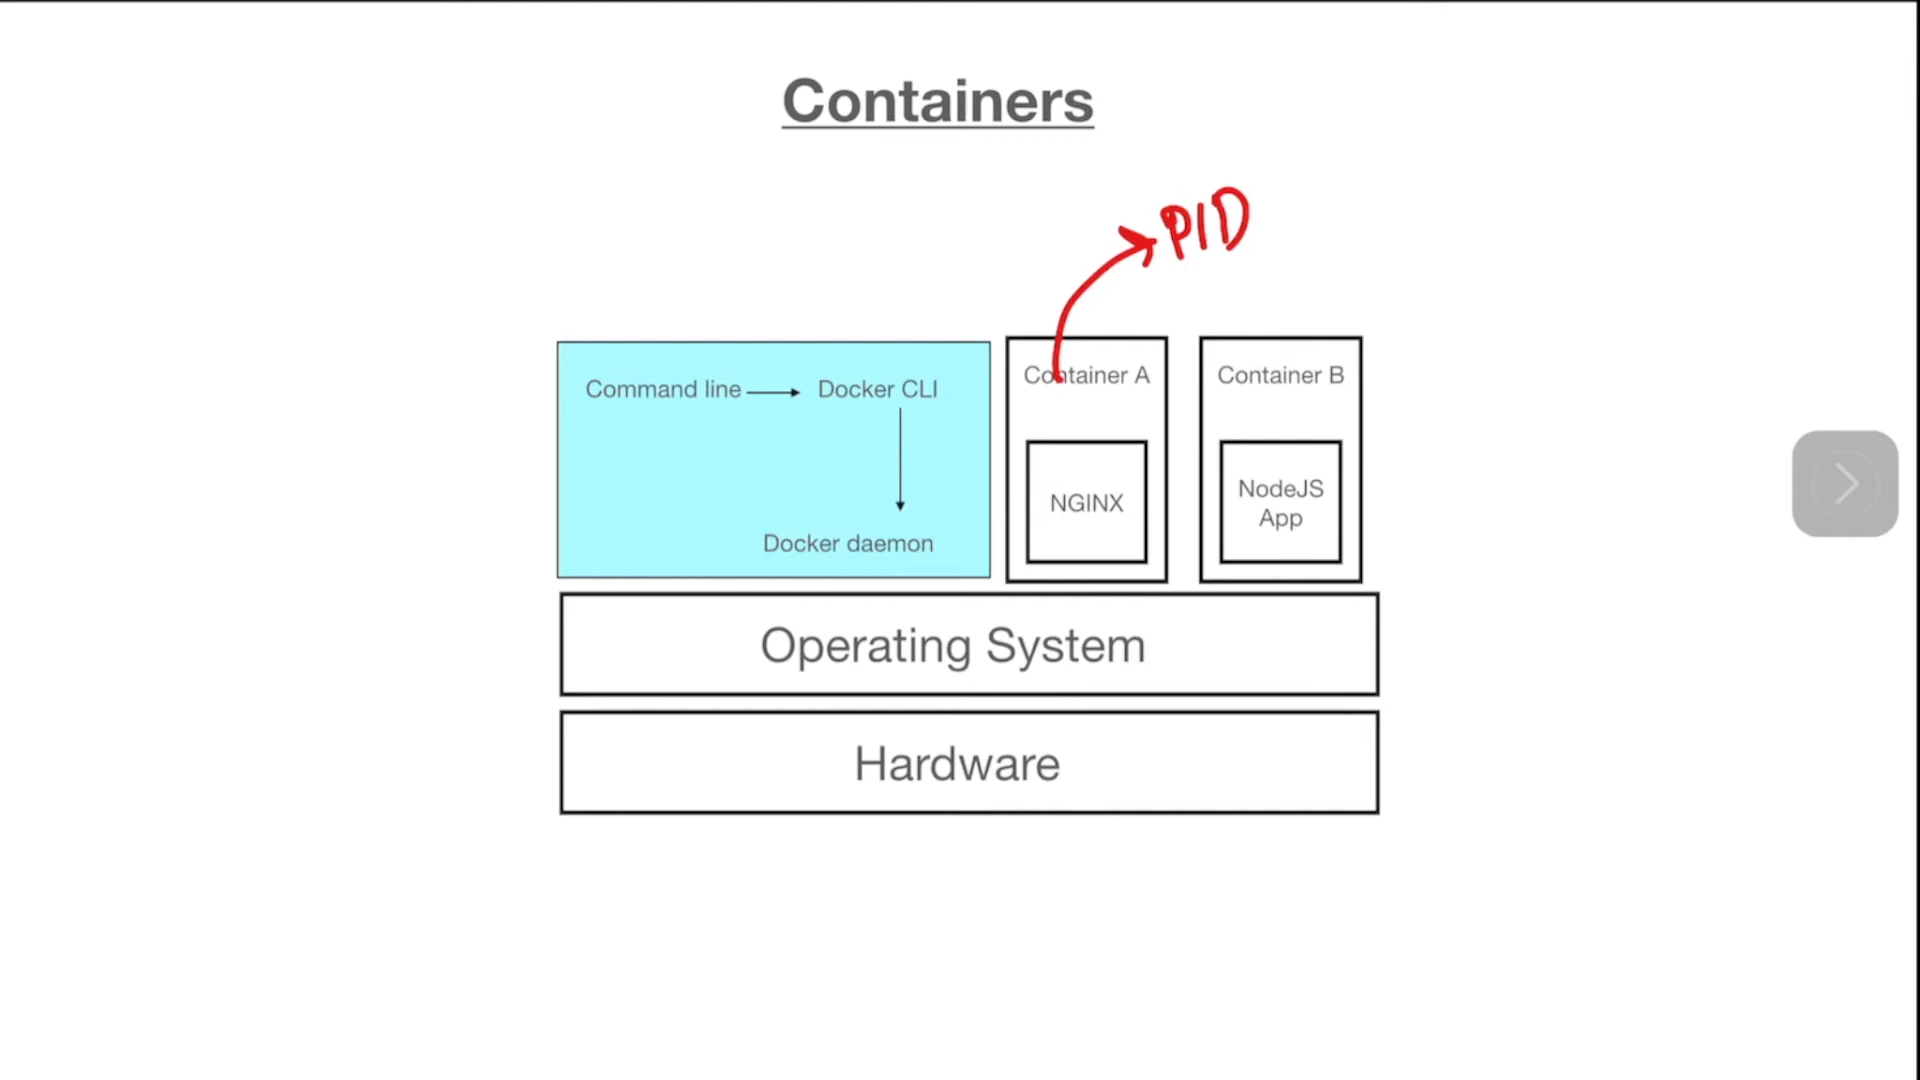 Containers
PID
Command line
Docker CLI
Docker daemon
Container A
NGINX
Container B
NodeJS
App
Operating System
Hardware